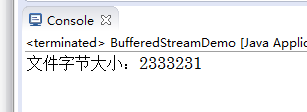 Console
<terminated> BufferedStreamDemo [Java Applic
文件字节大小：2333231